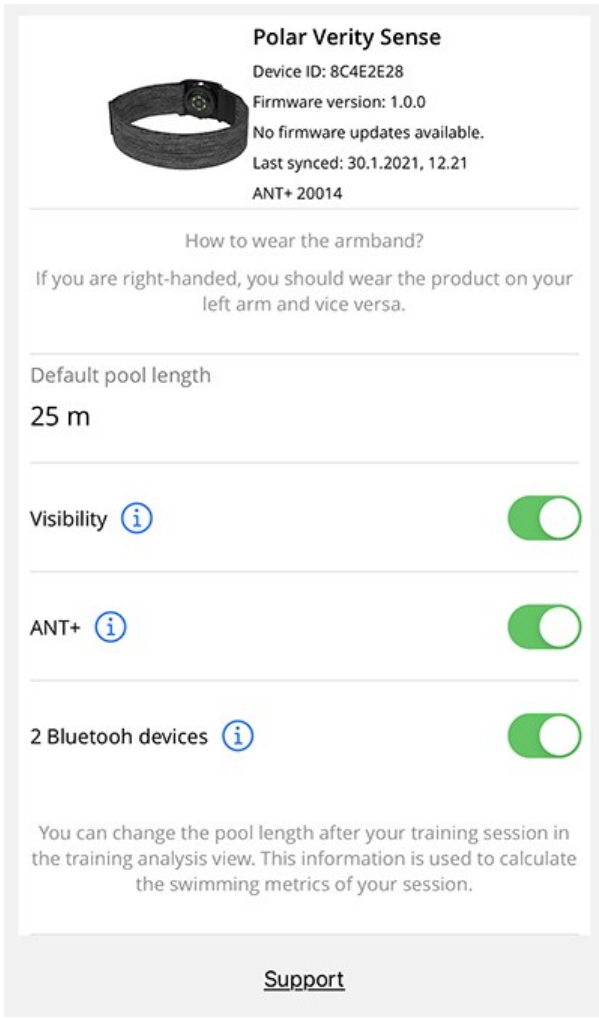 Polar Verity Sense
Device ID: 8C4E2E28
Firmware version: 1.0.0
No firmware updates available.
Last synced: 30.1.2021, 12.21
ANT+ 20014
How to wear the armband?
If you are right-handed, you should wear the product on your
left arm and vice versa.
Default pool length
25 m
Visibility
ANT+
2 Bluetooh devices
You can change the pool length after your training session in
the training analysis view. This information is used to calculate
the swimming metrics of your session.
Support